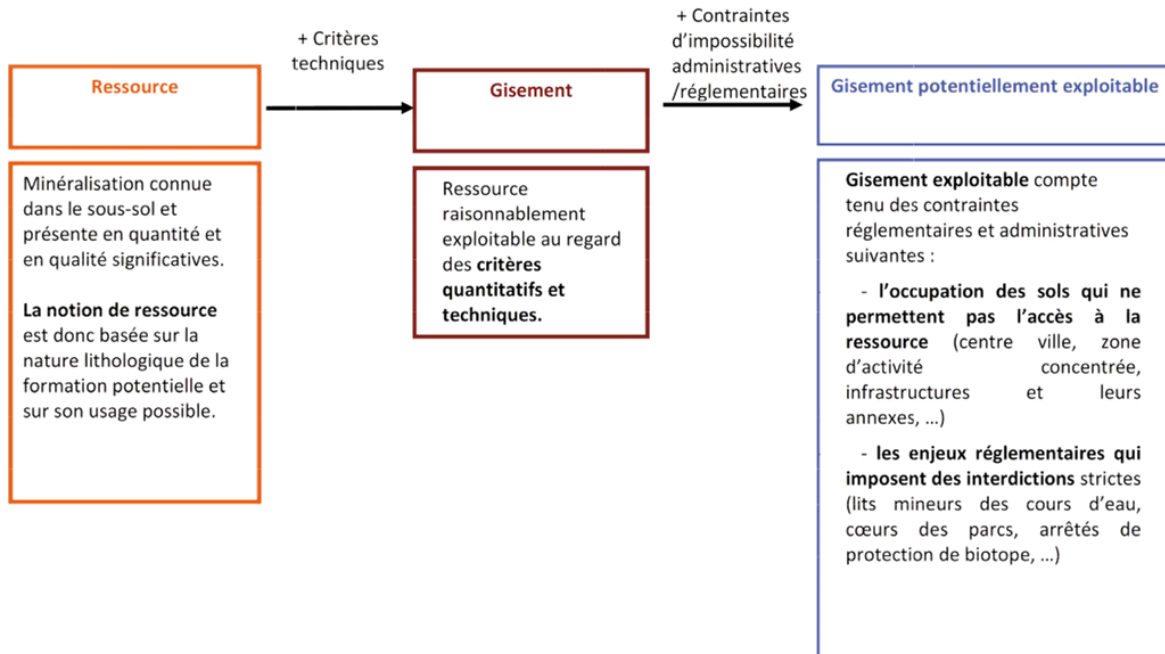 + Critères
techniques
+ Contraintes
d’impossibilité
administratives
/réglementaires
Ressource
Gisement
Gisement potentiellement exploitable
Minéralisation connue
dans le sous-sol et
présente en quantité et
en qualité significatives.
La notion de ressource
est donc basée sur la
nature lithologique de la
formation potentielle et
sur son usage possible.
Ressource
raisonnablement
exploitable au regard
des critères
quantitatifs et
techniques.
Gisement exploitable compte
tenu des contraintes
réglementaires et administratives
suivantes :
- l’occupation des sols qui ne
permettent pas l’accès à la
ressource (centre ville, zone
d’activité concentrée,
infrastructures et leurs
annexes, …)
- les enjeux réglementaires qui
imposent des interdictions strictes
(lits mineurs des cours d’eau,
cœurs des parcs, arrêtés de
protection de biotope, …)